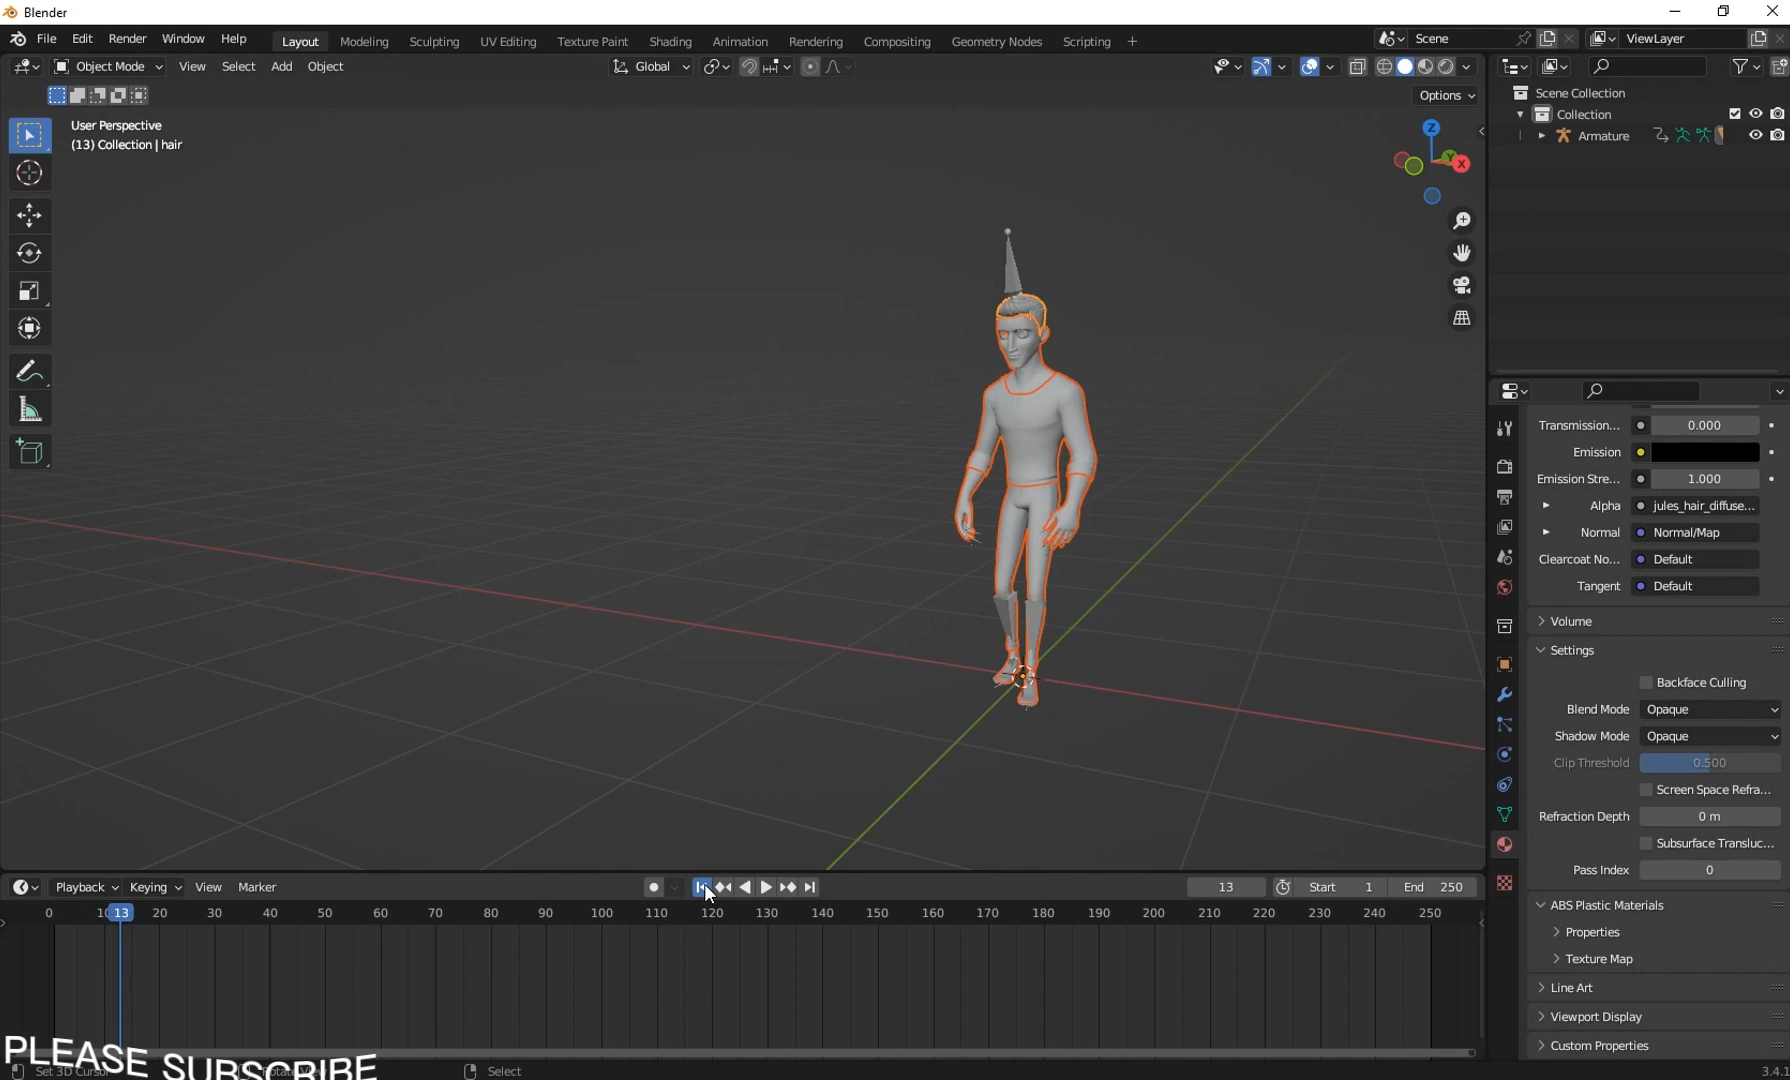 Blender
File Edit Render Window Help Layout Modeling Sculpting UV Editing Texture Paint Shading Animation Rendering Compositing Geometry Nodes Scripting + Scene ViewLayer
Object Mode View Select Add Object Global
Options
User Perspective
(13) Collection | hair
Z
Y
X
Scene Collection
Collection
Armature
Transmission... 0.000
Emission
Emission Stre... 1.000
Alpha jules_hair_diffuse...
Normal Normal/Map
Clearcoat No... Default
Tangent Default
Volume
Settings
Backface Culling
Blend Mode Opaque
Shadow Mode Opaque
Clip Threshold 0.500
Screen Space Refra...
Refraction Depth 0 m
Subsurface Transluc...
Pass Index 0
ABS Plastic Materials
Properties
Texture Map
Line Art
Viewport Display
Custom Properties
Playback Keying View Marker 13 Start 1 End 250
0 13 20 30 40 50 60 70 80 90 100 110 120 130 140 150 160 170 180 190 200 210 220 230 240 250
PLEASE SUBSCRIBE
Set 3D Cursor Select 3.4.